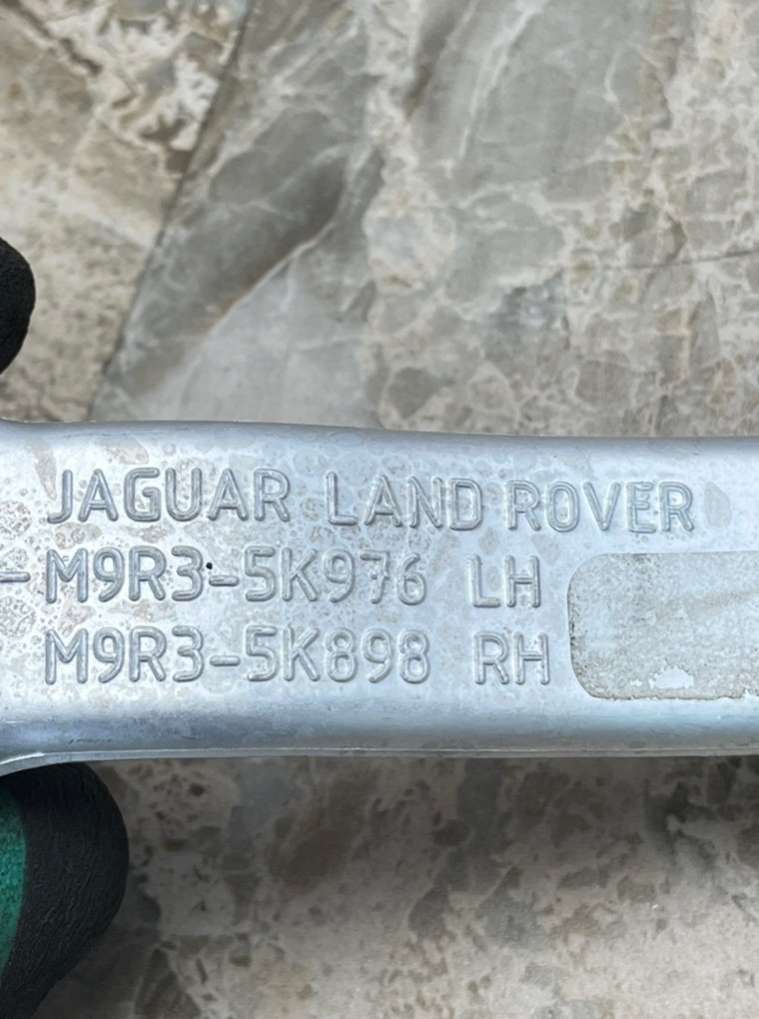 JAGUAR LAND ROVER
M9R3-5K976 LH
M9R3-5K898 RH